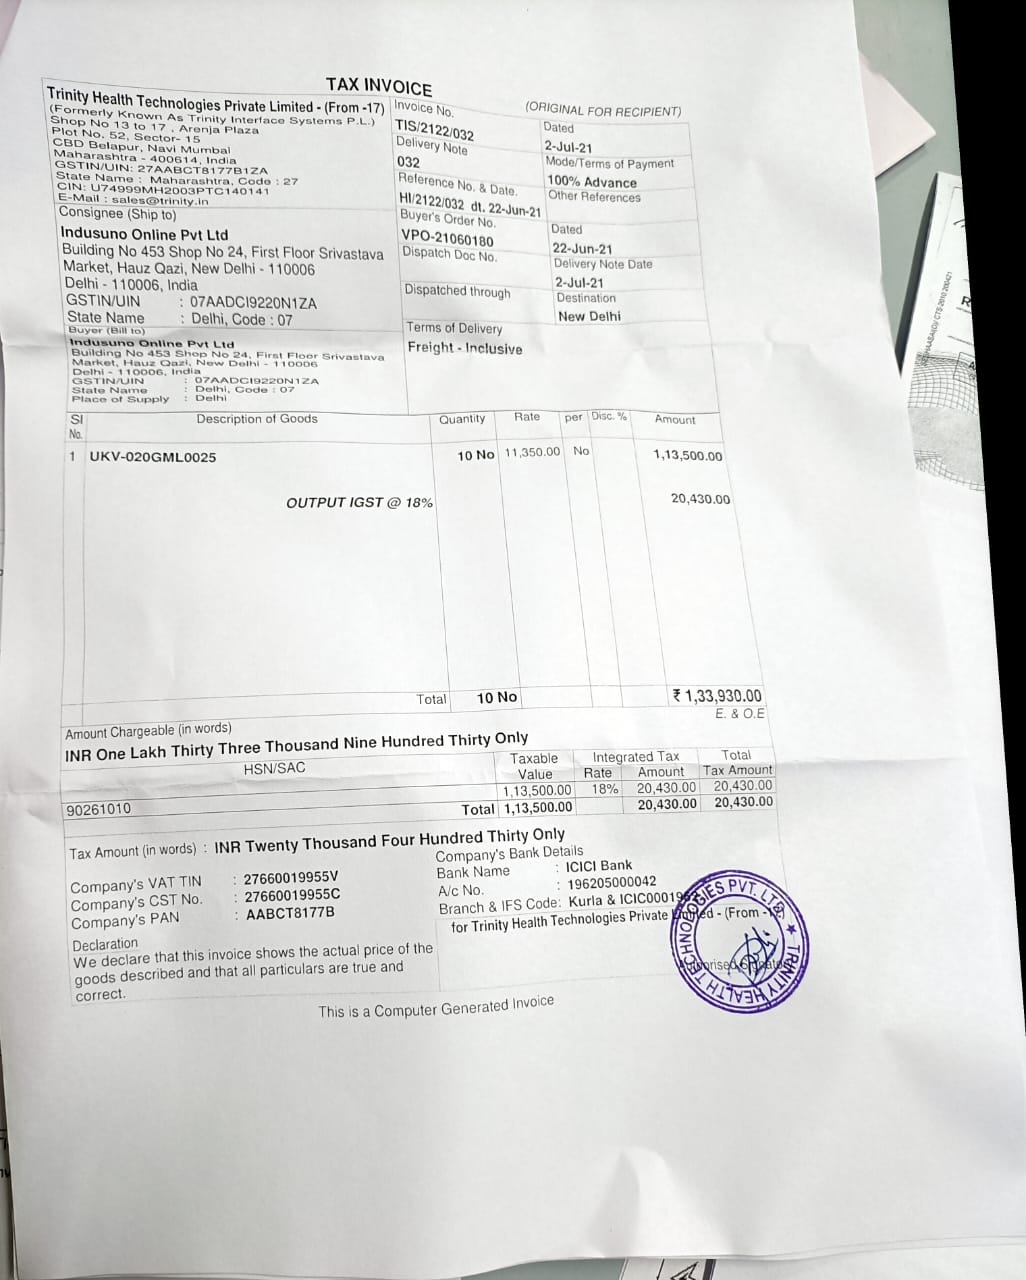 TAX INVOICE
(ORIGINAL FOR RECIPIENT)
Trinity Health Technologies Private Limited - (From -17)
(Formerly Known As Trinity Interface Systems P.L.)
Shop No 13 to 17 , Arenja Plaza
Plot No. 52, Sector- 15
CBD Belapur, Navi Mumbai
Maharashtra - 400614, India
GSTIN/UIN: 27AABCT8177B1ZA
State Name : Maharashtra, Code : 27
CIN: U74999MH2003PTC140141
E-Mail : sales@trinity.in
Invoice No.
TIS/2122/032
Dated
2-Jul-21
Delivery Note
032
Mode/Terms of Payment
100% Advance
Reference No. & Date.
HI/2122/032 dt. 22-Jun-21
Other References
Buyer's Order No.
VPO-21060180
Dated
22-Jun-21
Dispatch Doc No.
Delivery Note Date
2-Jul-21
Dispatched through
Destination
New Delhi
Terms of Delivery
Freight - Inclusive
Consignee (Ship to)
Indusuno Online Pvt Ltd
Building No 453 Shop No 24, First Floor Srivastava
Market, Hauz Qazi, New Delhi - 110006
Delhi - 110006, India
GSTIN/UIN : 07AADCI9220N1ZA
State Name : Delhi, Code : 07
Buyer (Bill to)
Indusuno Online Pvt Ltd
Building No 453 Shop No 24, First Floor Srivastava
Market, Hauz Qazi, New Delhi - 110006
Delhi - 110006, India
GSTIN/UIN : 07AADCI9220N1ZA
State Name : Delhi, Code : 07
Place of Supply : Delhi
Sl No. Description of Goods Quantity Rate per Disc. % Amount
1 UKV-020GML0025 10 No 11,350.00 No 1,13,500.00
OUTPUT IGST @ 18% 20,430.00
Total 10 No ₹ 1,33,930.00
E. & O.E
Amount Chargeable (in words)
INR One Lakh Thirty Three Thousand Nine Hundred Thirty Only
HSN/SAC Taxable Value Integrated Tax Rate Amount Total Tax Amount
90261010 1,13,500.00 18% 20,430.00 20,430.00
Total 1,13,500.00 20,430.00 20,430.00
Tax Amount (in words) : INR Twenty Thousand Four Hundred Thirty Only
Company's VAT TIN : 27660019955V
Company's CST No. : 27660019955C
Company's PAN : AABCT8177B
Company's Bank Details
Bank Name : ICICI Bank
A/c No. : 196205000042
Branch & IFS Code: Kurla & ICIC0001962
for Trinity Health Technologies Private Limited - (From -17)
Declaration
We declare that this invoice shows the actual price of the
goods described and that all particulars are true and
correct.
Authorised Signatory
TRINITY HEALTH TECHNOLOGIES PVT. LTD.
This is a Computer Generated Invoice